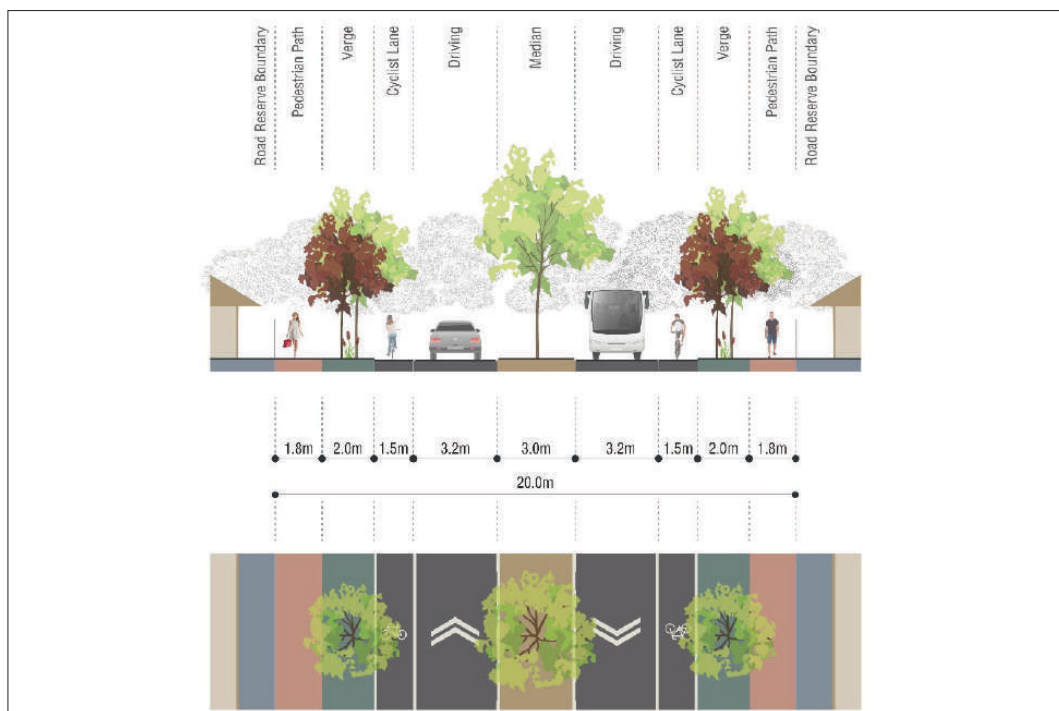 Road Reserve Boundary
Pedestrian Path
Verge
Cyclist Lane
Driving
Median
Driving
Cyclist Lane
Verge
Pedestrian Path
Road Reserve Boundary
1.8m 2.0m 1.5m 3.2m 3.0m 3.2m 1.5m 2.0m 1.8m
20.0m